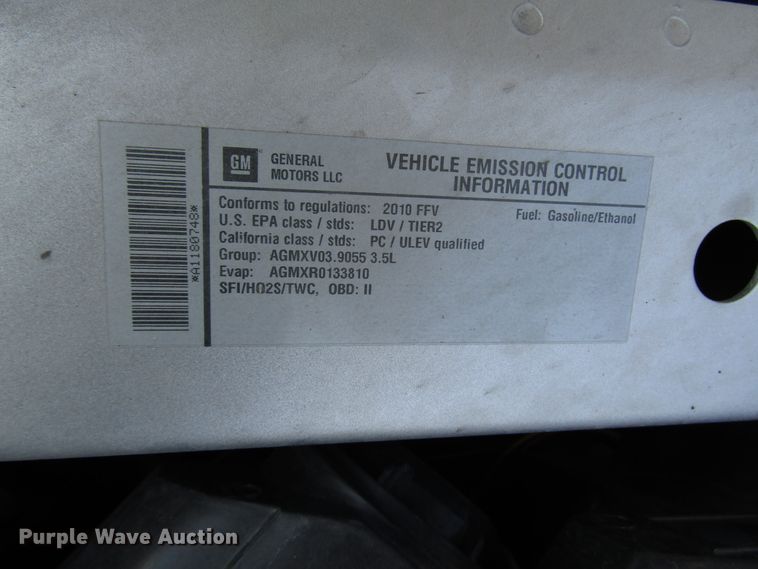 GM
GENERAL
MOTORS LLC
VEHICLE EMISSION CONTROL
INFORMATION
Conforms to regulations: 2010 FFV
Fuel: Gasoline/Ethanol
U.S. EPA class / stds: LDV / TIER2
California class / stds: PC / ULEV qualified
Group: AGMXV03.9055 3.5L
Evap: AGMXR0133810
SFI/HO2S/TWC, OBD: II
*A1180748*
Purple Wave Auction